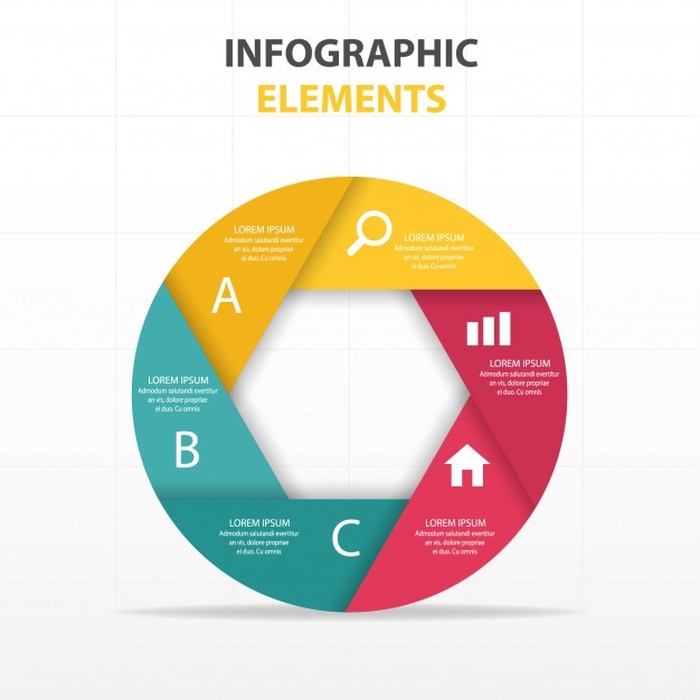 INFOGRAPHIC
ELEMENTS
LOREM IPSUM
Admodum salutandi evertitur
an vis, dolore propriae
ei duo. Cu omnis
A
LOREM IPSUM
Admodum salutandi evertitur
an vis, dolore propriae
ei duo. Cu omnis
LOREM IPSUM
Admodum salutandi evertitur
an vis, dolore propriae
ei duo. Cu omnis
LOREM IPSUM
Admodum salutandi evertitur
an vis, dolore propriae
ei duo. Cu omnis
B
LOREM IPSUM
Admodum salutandi evertitur
an vis, dolore propriae
ei duo. Cu omnis
C
LOREM IPSUM
Admodum salutandi evertitur
an vis, dolore propriae
ei duo. Cu omnis